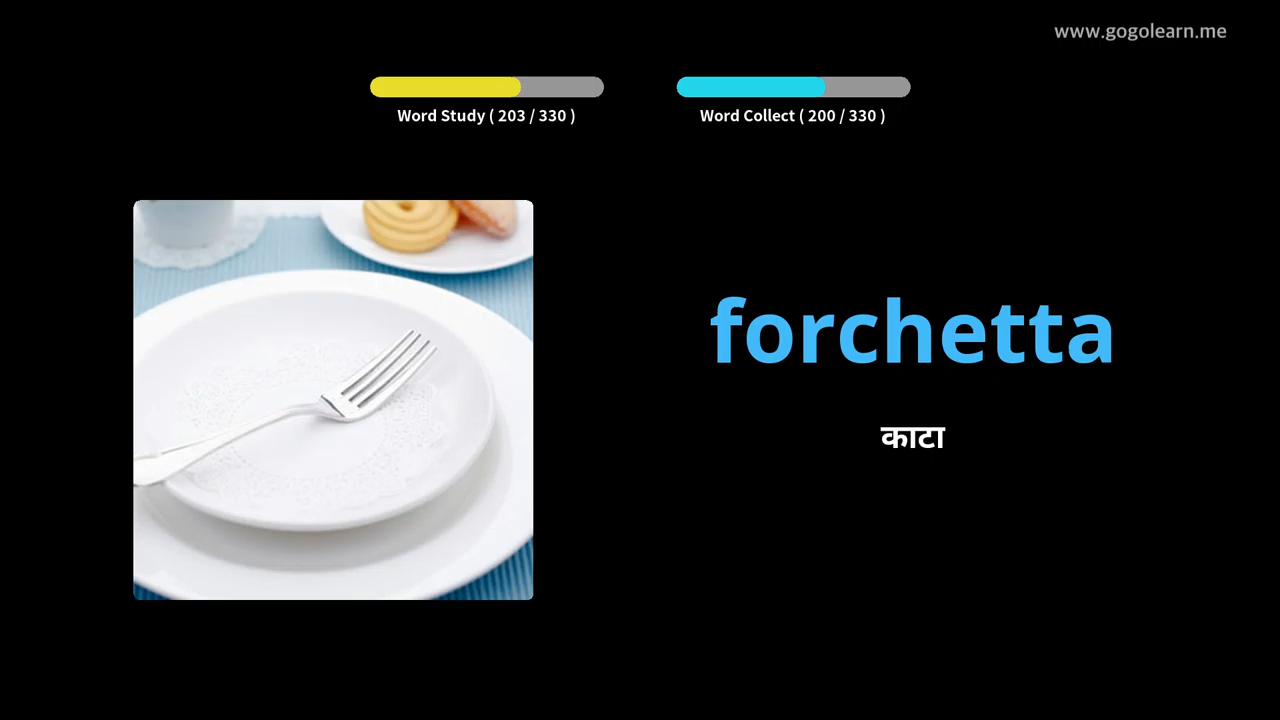 www.gogolearn.me
Word Study ( 203 / 330 )
Word Collect ( 200 / 330 )
forchetta
काटा